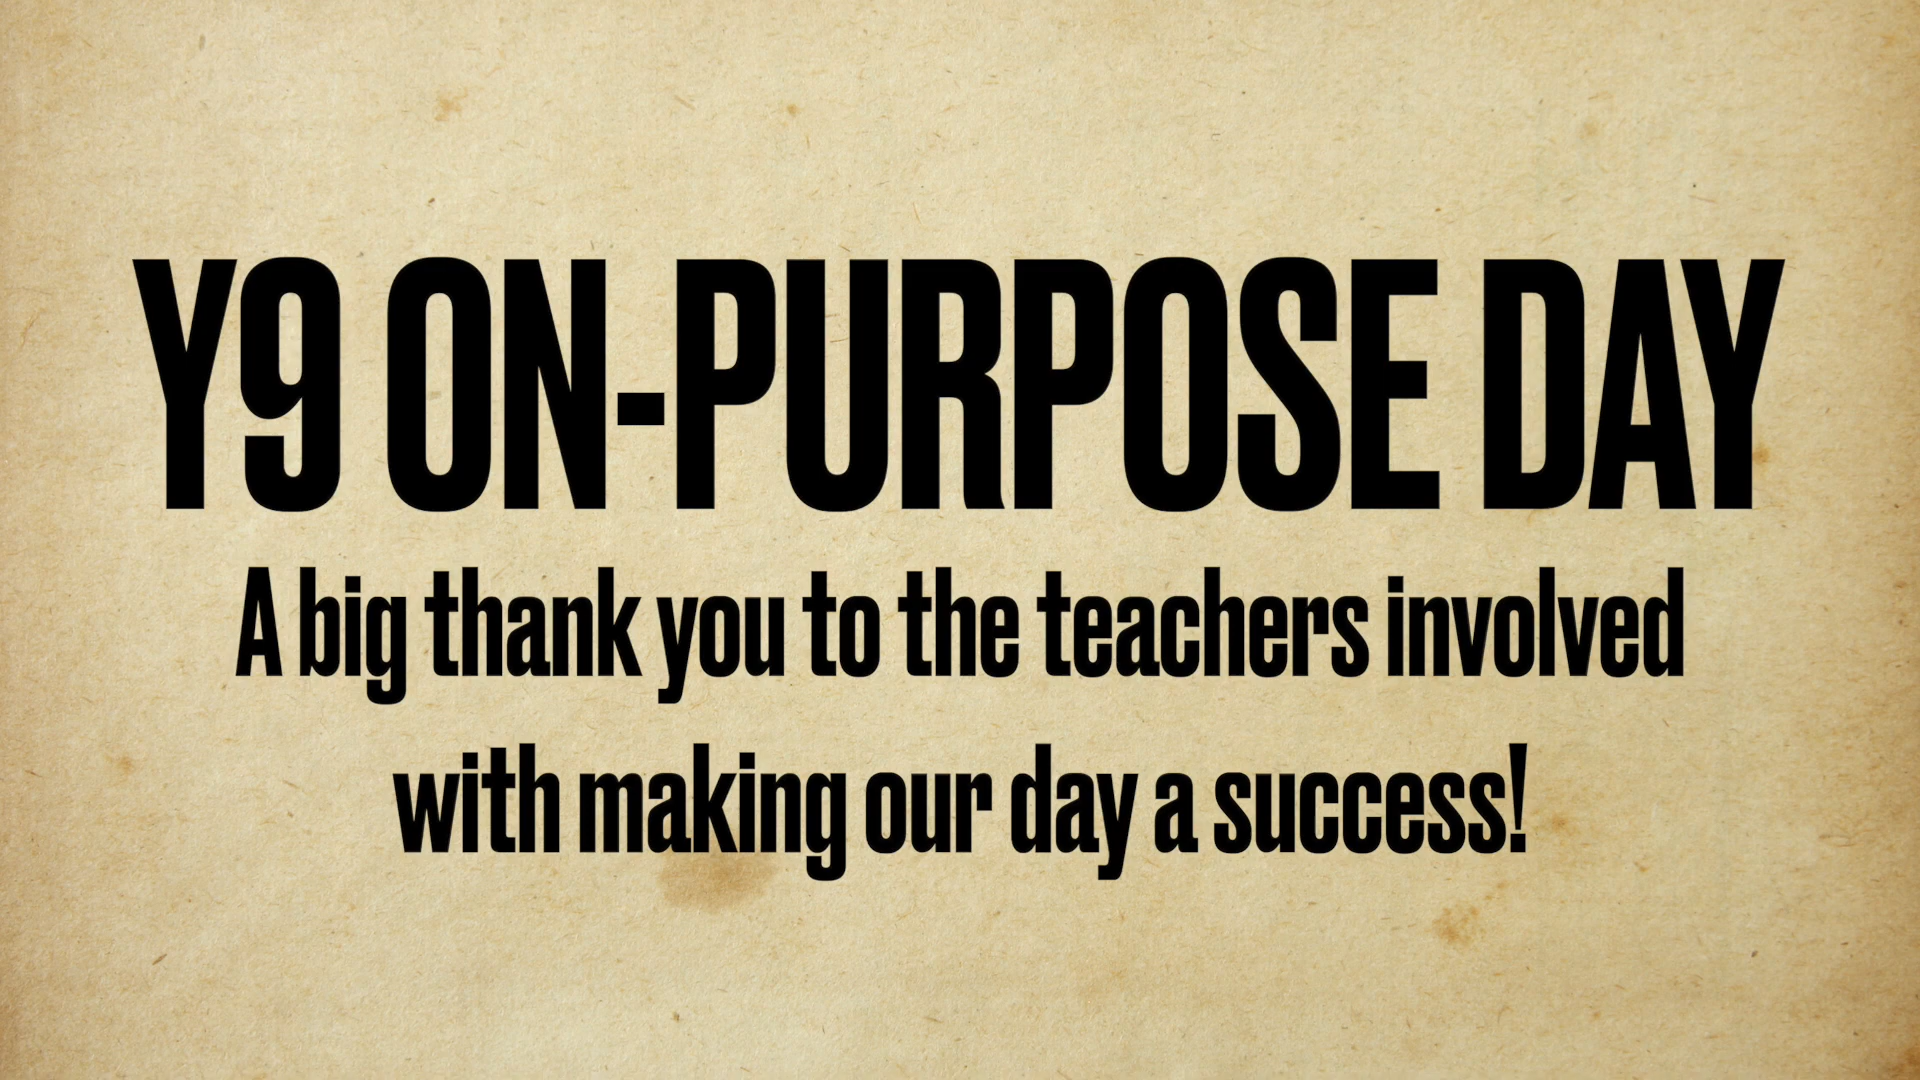 Y9 ON-PURPOSE DAY
A big thank you to the teachers involved
with making our day a success!